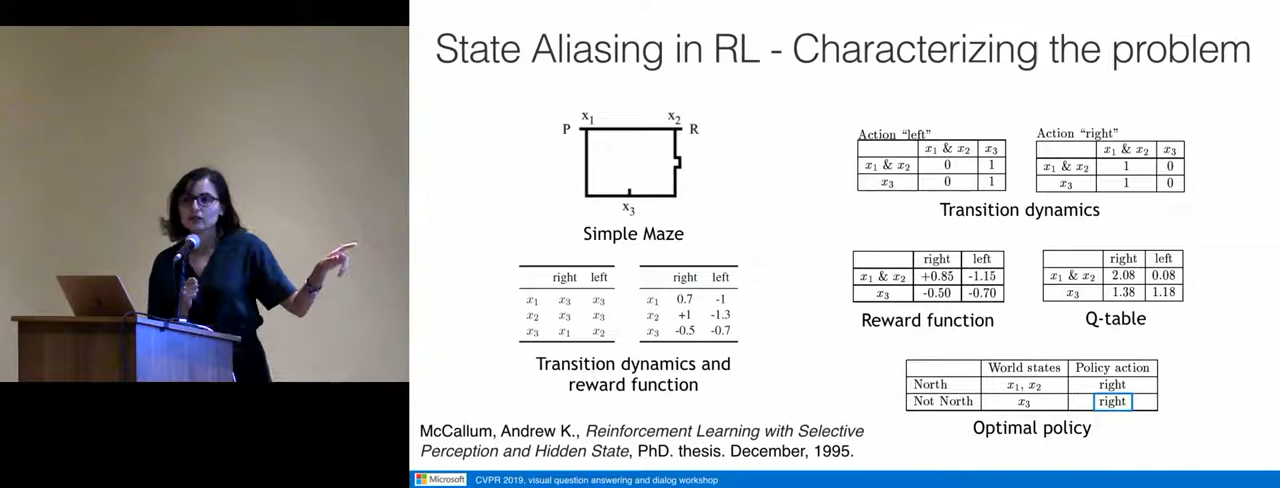 State Aliasing in RL - Characterizing the problem
x1 x2
P R
x3
Simple Maze
right left
x1 x3 x3
x2 x3 x3
x3 x1 x2
right left
x1 0.7 -1
x2 +1 -1.3
x3 -0.5 -0.7
Transition dynamics and
reward function
Action "left"
x1 & x2 x3
x1 & x2 0 1
x3 0 1
Action "right"
x1 & x2 x3
x1 & x2 1 0
x3 1 0
Transition dynamics
right left
x1 & x2 +0.85 -1.15
x3 -0.50 -0.70
Reward function
right left
x1 & x2 2.08 0.08
x3 1.38 1.18
Q-table
World states Policy action
North x1, x2 right
Not North x3 right
Optimal policy
McCallum, Andrew K., Reinforcement Learning with Selective
Perception and Hidden State, PhD. thesis. December, 1995.
Microsoft CVPR 2019, visual question answering and dialog workshop